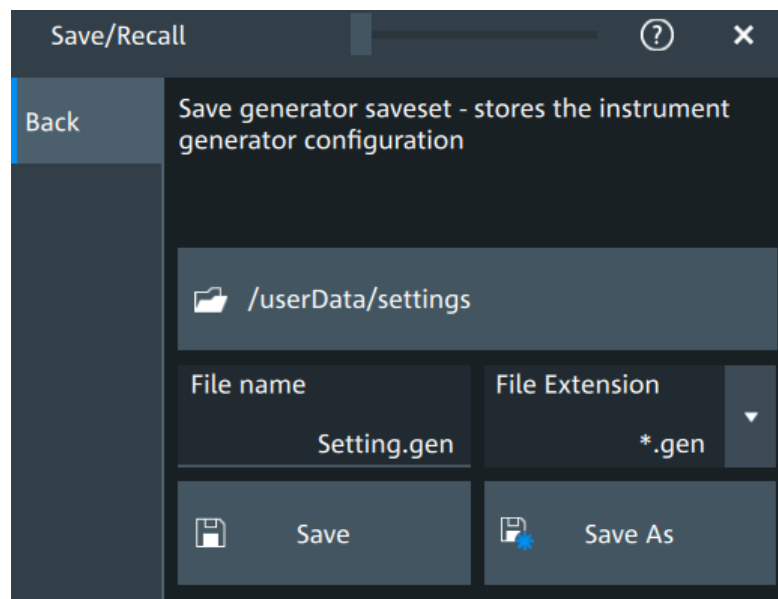 Save/Recall
?
Back
Save generator saveset - stores the instrument
generator configuration
/userData/settings
File name
File Extension
Setting.gen
*.gen
Save
Save As